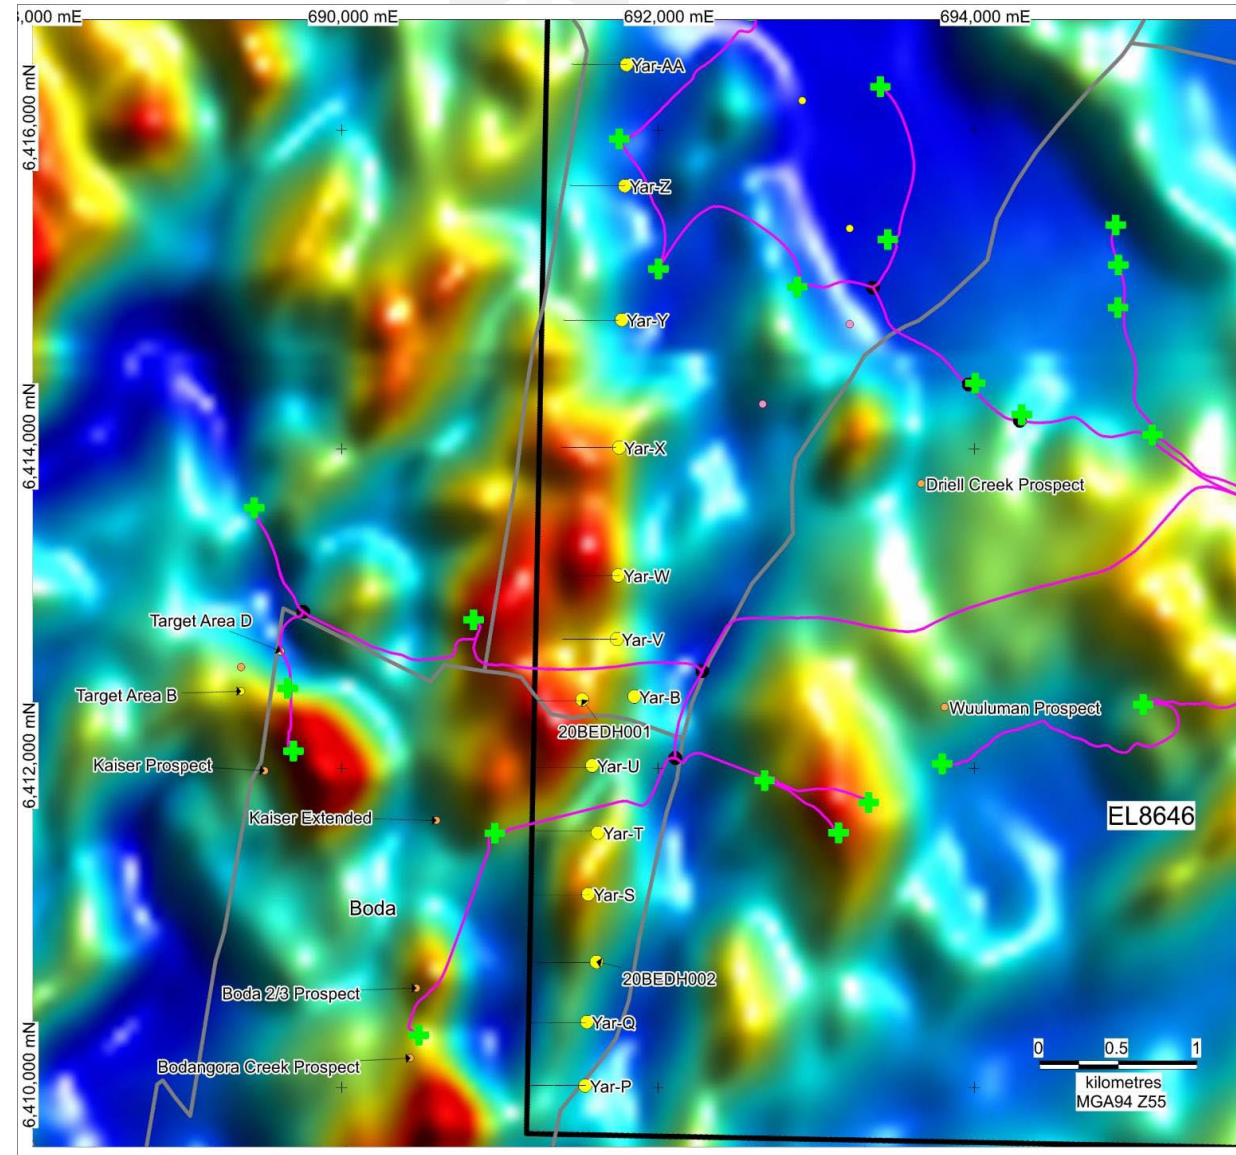 3,000 mE
690,000 mE
692,000 mE
694,000 mE
6,416,000 mN
6,414,000 mN
6,412,000 mN
6,410,000 mN
Yar-AA
Yar-Z
Yar-Y
Yar-X
Driell Creek Prospect
Yar-W
Target Area D
Yar-V
Target Area B
Yar-B
Wuuluman Prospect
20BEDH001
Kaiser Prospect
Yar-U
Kaiser Extended
EL8646
Yar-T
Yar-S
Boda
20BEDH002
Boda 2/3 Prospect
Yar-Q
Bodangora Creek Prospect
Yar-P
0 0.5 1
kilometres
MGA94 Z55